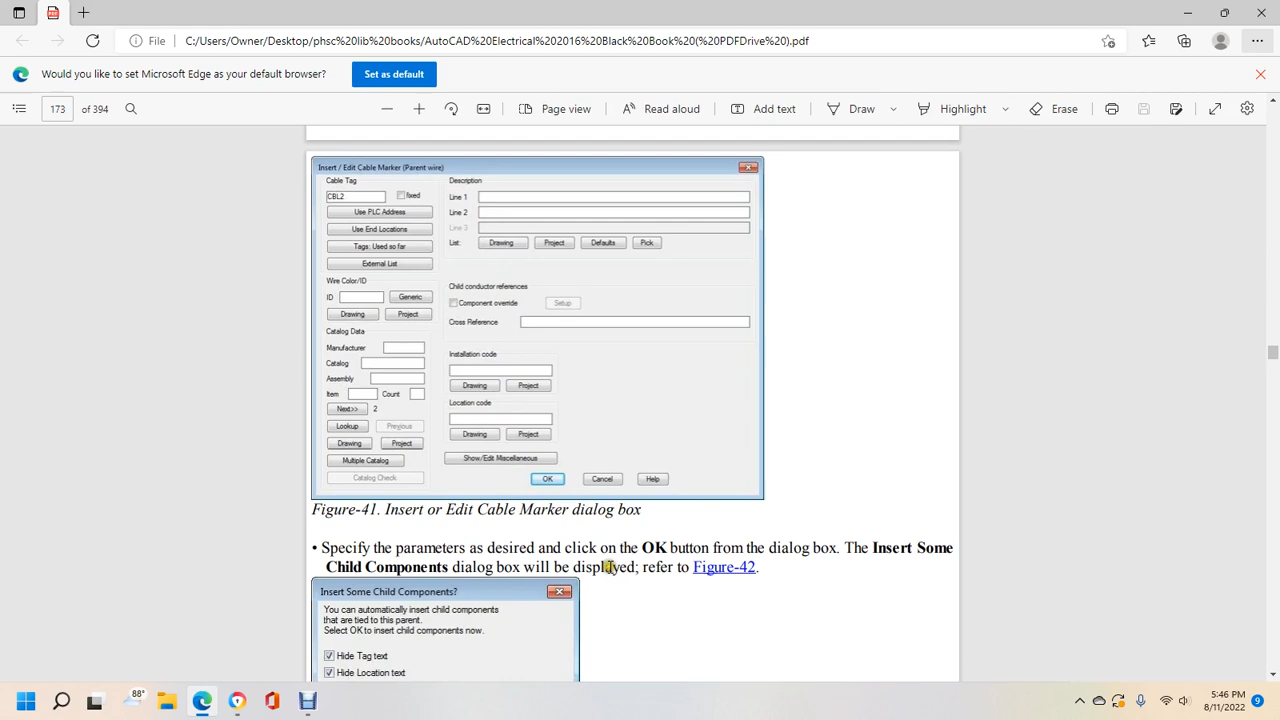 File C:/Users/Owner/Desktop/phsc%20lib%20books/AutoCAD%20Electrical%202016%20Black%20Book%20(%20PDFDrive%20).pdf
Would you like to set Microsoft Edge as your default browser? Set as default
173 of 394 Page view Read aloud Add text Draw Highlight Erase
Insert / Edit Cable Marker (Parent wire)
Cable Tag
CBL2 fixed
Use PLC Address
Use End Locations
Tags: Used so far
External List
Wire Color/ID
ID Generic
Drawing Project
Catalog Data
Manufacturer
Catalog
Assembly
Item Count
Next>> 2
Lookup Previous
Drawing Project
Multiple Catalog
Catalog Check
Description
Line 1
Line 2
Line 3
List: Drawing Project Defaults Pick
Child conductor references
Component override Setup
Cross Reference
Installation code
Drawing Project
Location code
Drawing Project
Show/Edit Miscellaneous
OK Cancel Help
Figure-41. Insert or Edit Cable Marker dialog box
• Specify the parameters as desired and click on the OK button from the dialog box. The Insert Some
Child Components dialog box will be displayed; refer to Figure-42.
Insert Some Child Components?
You can automatically insert child components
that are tied to this parent.
Select OK to insert child components now.
Hide Tag text
Hide Location text
88°
5:46 PM
8/11/2022
9